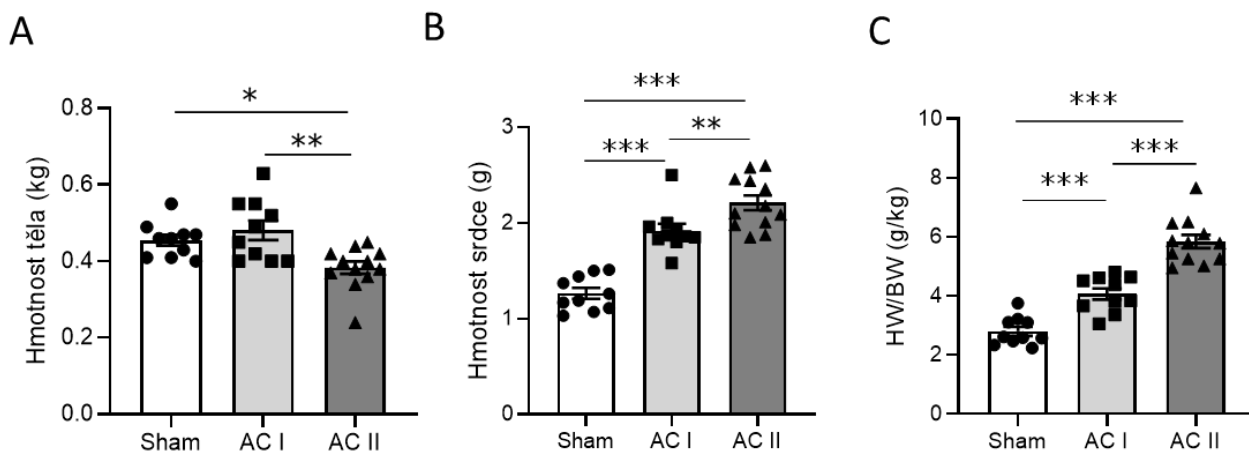 A
Hmotnost těla (kg)
0.8
0.6
0.4
0.2
0.0
*
**
Sham AC I AC II
B
Hmotnost srdce (g)
3
2
1
0
***
***
**
Sham AC I AC II
C
HW/BW (g/kg)
10
8
6
4
2
0
***
***
***
Sham AC I AC II